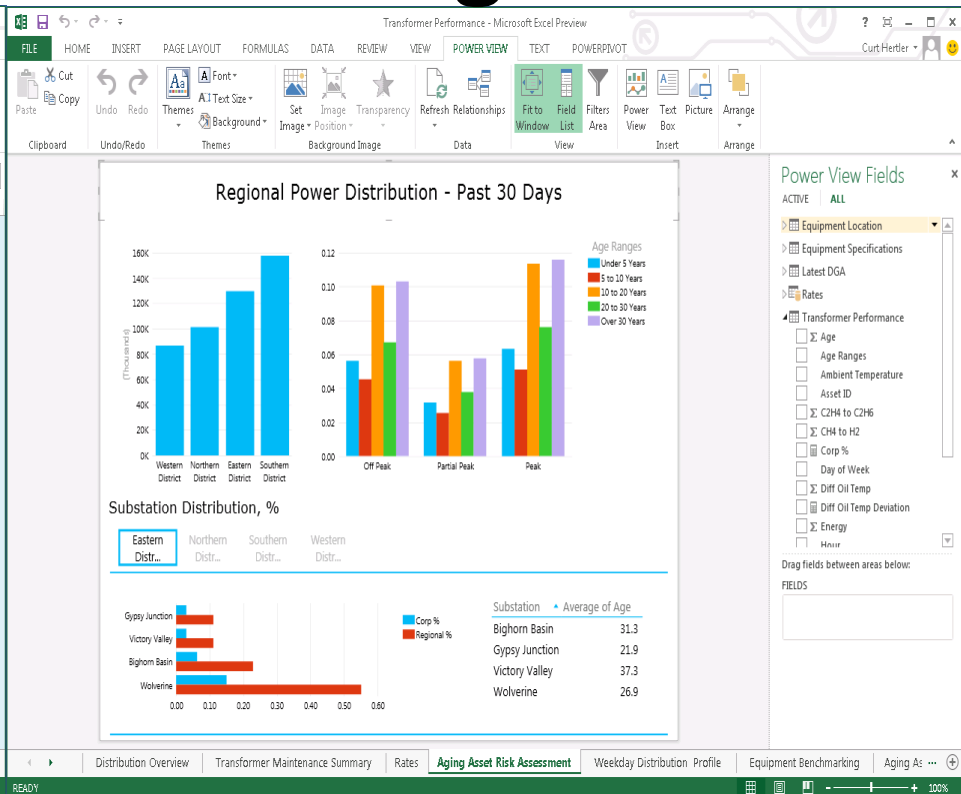 Transformer Performance - Microsoft Excel Preview
?
FILE HOME INSERT PAGE LAYOUT FORMULAS DATA REVIEW VIEW POWER VIEW TEXT POWERPIVOT Curt Hertler
Paste
Cut
Copy
Clipboard
Undo Redo
Undo/Redo
Themes
Font
Text Size
Background
Themes
Set Image
Image Position
Transparency
Background Image
Refresh Relationships
Data
Fit to Window
Field List
Filters Area
View
Power View
Text Box
Picture
Insert
Arrange
Arrange
Regional Power Distribution - Past 30 Days
(Thousands)
160K
140K
120K
100K
80K
60K
40K
20K
0K
Western District
Northern District
Eastern District
Southern District
0.12
0.10
0.08
0.06
0.04
0.02
0.00
Off Peak Partial Peak Peak
Age Ranges
Under 5 Years
5 to 10 Years
10 to 20 Years
20 to 30 Years
Over 30 Years
Substation Distribution, %
Eastern Distr...
Northern Distr...
Southern Distr...
Western Distr...
Gypsy Junction
Victory Valley
Bighorn Basin
Wolverine
0.00 0.10 0.20 0.30 0.40 0.50 0.60
Corp %
Regional %
Substation Average of Age
Bighorn Basin 31.3
Gypsy Junction 21.9
Victory Valley 37.3
Wolverine 26.9
Power View Fields
ACTIVE ALL
Equipment Location
Equipment Specifications
Latest DGA
Rates
Transformer Performance
Σ Age
Age Ranges
Ambient Temperature
Asset ID
Σ C2H4 to C2H6
Σ CH4 to H2
Corp %
Day of Week
Σ Diff Oil Temp
Diff Oil Temp Deviation
Σ Energy
Hour
Drag fields between areas below:
FIELDS
Distribution Overview Transformer Maintenance Summary Rates Aging Asset Risk Assessment Weekday Distribution Profile Equipment Benchmarking Aging As ...
READY 100%